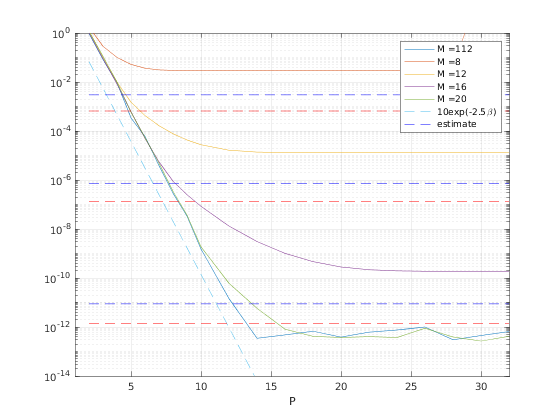 10^0
10^-2
10^-4
10^-6
10^-8
10^-10
10^-12
10^-14
5 10 15 20 25 30
P
M =112
M =8
M =12
M =16
M =20
10exp(-2.5β)
estimate